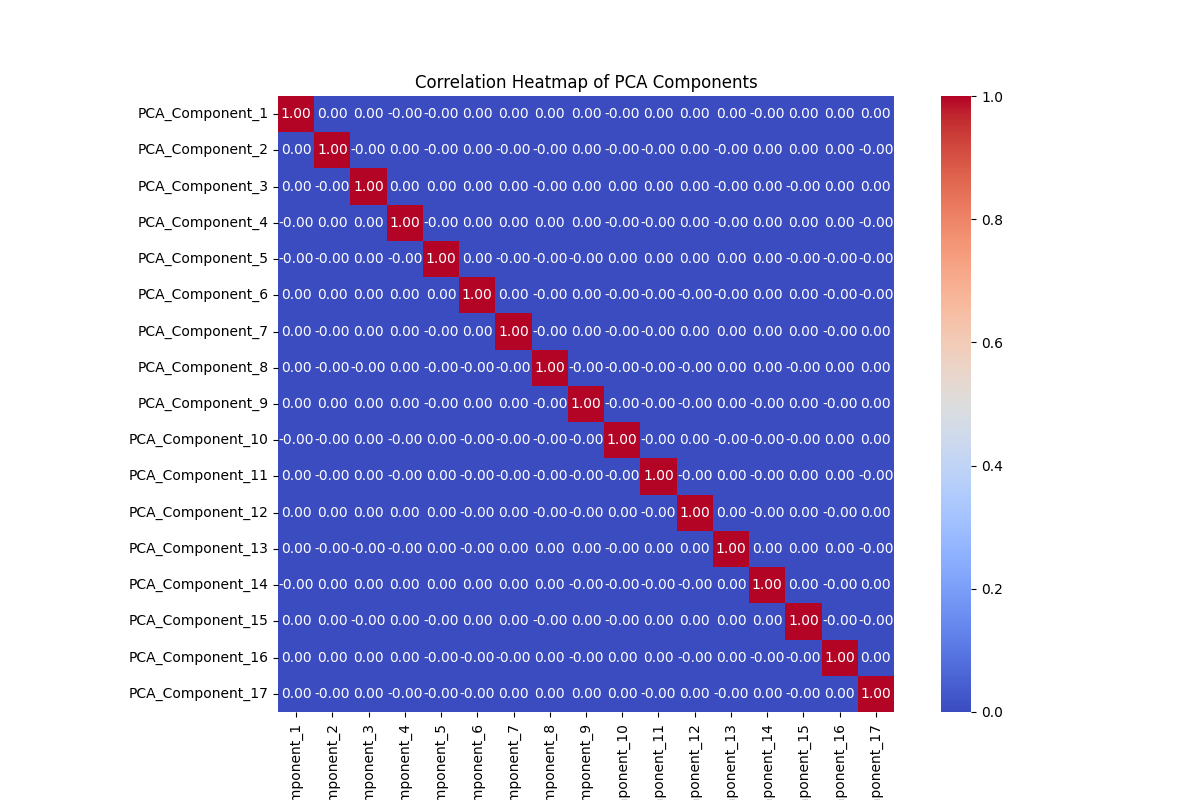 Correlation Heatmap of PCA Components
PCA_Component_1 1.00 0.00 0.00 -0.00 -0.00 0.00 0.00 0.00 0.00 -0.00 0.00 0.00 0.00 -0.00 0.00 0.00 0.00
PCA_Component_2 0.00 1.00 -0.00 0.00 -0.00 0.00 -0.00 -0.00 0.00 -0.00 -0.00 0.00 -0.00 0.00 -0.00 0.00 -0.00
PCA_Component_3 0.00 -0.00 1.00 0.00 0.00 0.00 0.00 -0.00 0.00 0.00 0.00 0.00 -0.00 0.00 -0.00 0.00 0.00
PCA_Component_4 -0.00 0.00 0.00 1.00 -0.00 0.00 0.00 0.00 0.00 -0.00 -0.00 0.00 -0.00 0.00 0.00 0.00 -0.00
PCA_Component_5 -0.00 -0.00 0.00 -0.00 1.00 0.00 -0.00 -0.00 -0.00 0.00 -0.00 0.00 0.00 0.00 -0.00 -0.00 -0.00
PCA_Component_6 0.00 0.00 0.00 0.00 0.00 1.00 0.00 -0.00 0.00 0.00 -0.00 -0.00 -0.00 -0.00 0.00 -0.00 -0.00
PCA_Component_7 0.00 -0.00 0.00 0.00 -0.00 0.00 1.00 -0.00 0.00 0.00 -0.00 0.00 0.00 0.00 0.00 -0.00 0.00
PCA_Component_8 0.00 -0.00 -0.00 0.00 -0.00 -0.00 -0.00 1.00 -0.00 -0.00 -0.00 -0.00 0.00 0.00 0.00 0.00 -0.00
PCA_Component_9 0.00 0.00 0.00 0.00 -0.00 0.00 0.00 -0.00 1.00 -0.00 -0.00 -0.00 0.00 -0.00 0.00 -0.00 0.00
PCA_Component_10 -0.00 -0.00 0.00 -0.00 0.00 0.00 0.00 -0.00 -0.00 1.00 -0.00 0.00 -0.00 -0.00 -0.00 0.00 0.00
PCA_Component_11 0.00 -0.00 0.00 -0.00 -0.00 -0.00 -0.00 -0.00 -0.00 -0.00 1.00 -0.00 0.00 -0.00 0.00 0.00 0.00
PCA_Component_12 0.00 0.00 0.00 0.00 0.00 -0.00 0.00 -0.00 -0.00 0.00 -0.00 1.00 0.00 -0.00 0.00 -0.00 0.00
PCA_Component_13 0.00 -0.00 -0.00 -0.00 0.00 -0.00 0.00 0.00 0.00 -0.00 0.00 0.00 1.00 0.00 0.00 0.00 -0.00
PCA_Component_14 -0.00 0.00 0.00 0.00 0.00 -0.00 0.00 0.00 -0.00 -0.00 -0.00 -0.00 0.00 1.00 0.00 -0.00 0.00
PCA_Component_15 0.00 -0.00 -0.00 0.00 -0.00 0.00 0.00 0.00 0.00 -0.00 0.00 0.00 0.00 0.00 1.00 -0.00 -0.00
PCA_Component_16 0.00 0.00 0.00 0.00 -0.00 -0.00 -0.00 0.00 -0.00 0.00 0.00 -0.00 0.00 -0.00 -0.00 1.00 0.00
PCA_Component_17 0.00 -0.00 0.00 -0.00 -0.00 -0.00 0.00 -0.00 0.00 0.00 0.00 0.00 -0.00 0.00 -0.00 0.00 1.00
mponent_1
mponent_2
mponent_3
mponent_4
mponent_5
mponent_6
mponent_7
mponent_8
mponent_9
ponent_10
ponent_11
ponent_12
ponent_13
ponent_14
ponent_15
ponent_16
ponent_17
1.0
0.8
0.6
0.4
0.2
0.0